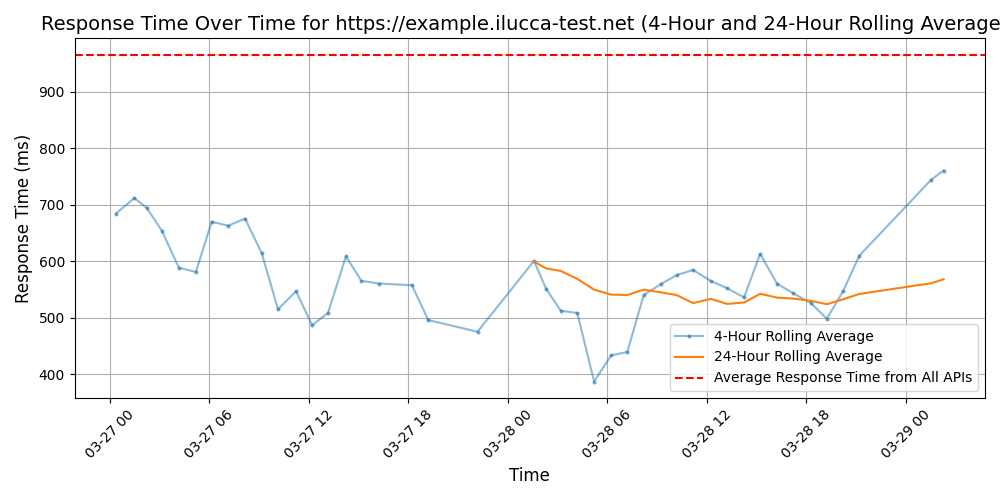 Response Time Over Time for https://example.ilucca-test.net (4-Hour and 24-Hour Rolling Average
Response Time (ms)
900
800
700
600
500
400
4-Hour Rolling Average
24-Hour Rolling Average
Average Response Time from All APIs
03-27 00
03-27 06
03-27 12
03-27 18
03-28 00
03-28 06
03-28 12
03-28 18
03-29 00
Time